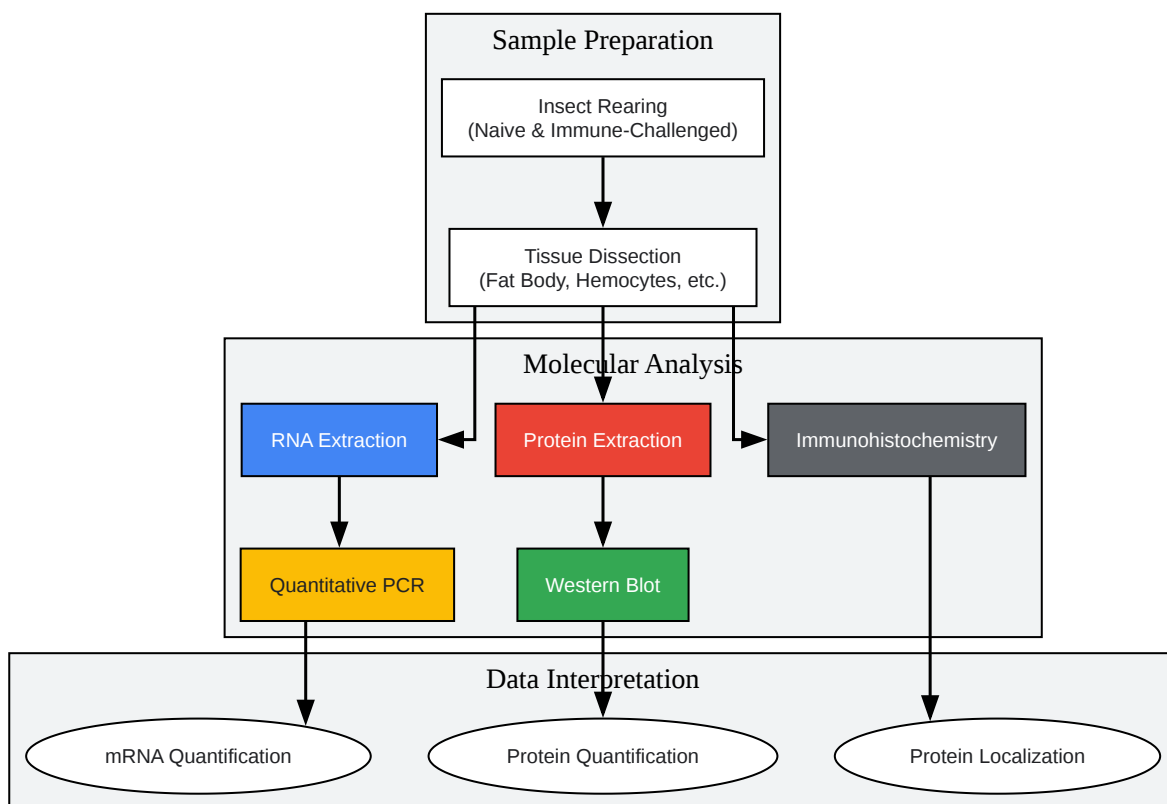 Sample Preparation
Insect Rearing
(Naive & Immune-Challenged)
Tissue Dissection
(Fat Body, Hemocytes, etc.)
Molecular Analysis
RNA Extraction
Protein Extraction
Immunohistochemistry
Quantitative PCR
Western Blot
Data Interpretation
mRNA Quantification
Protein Quantification
Protein Localization